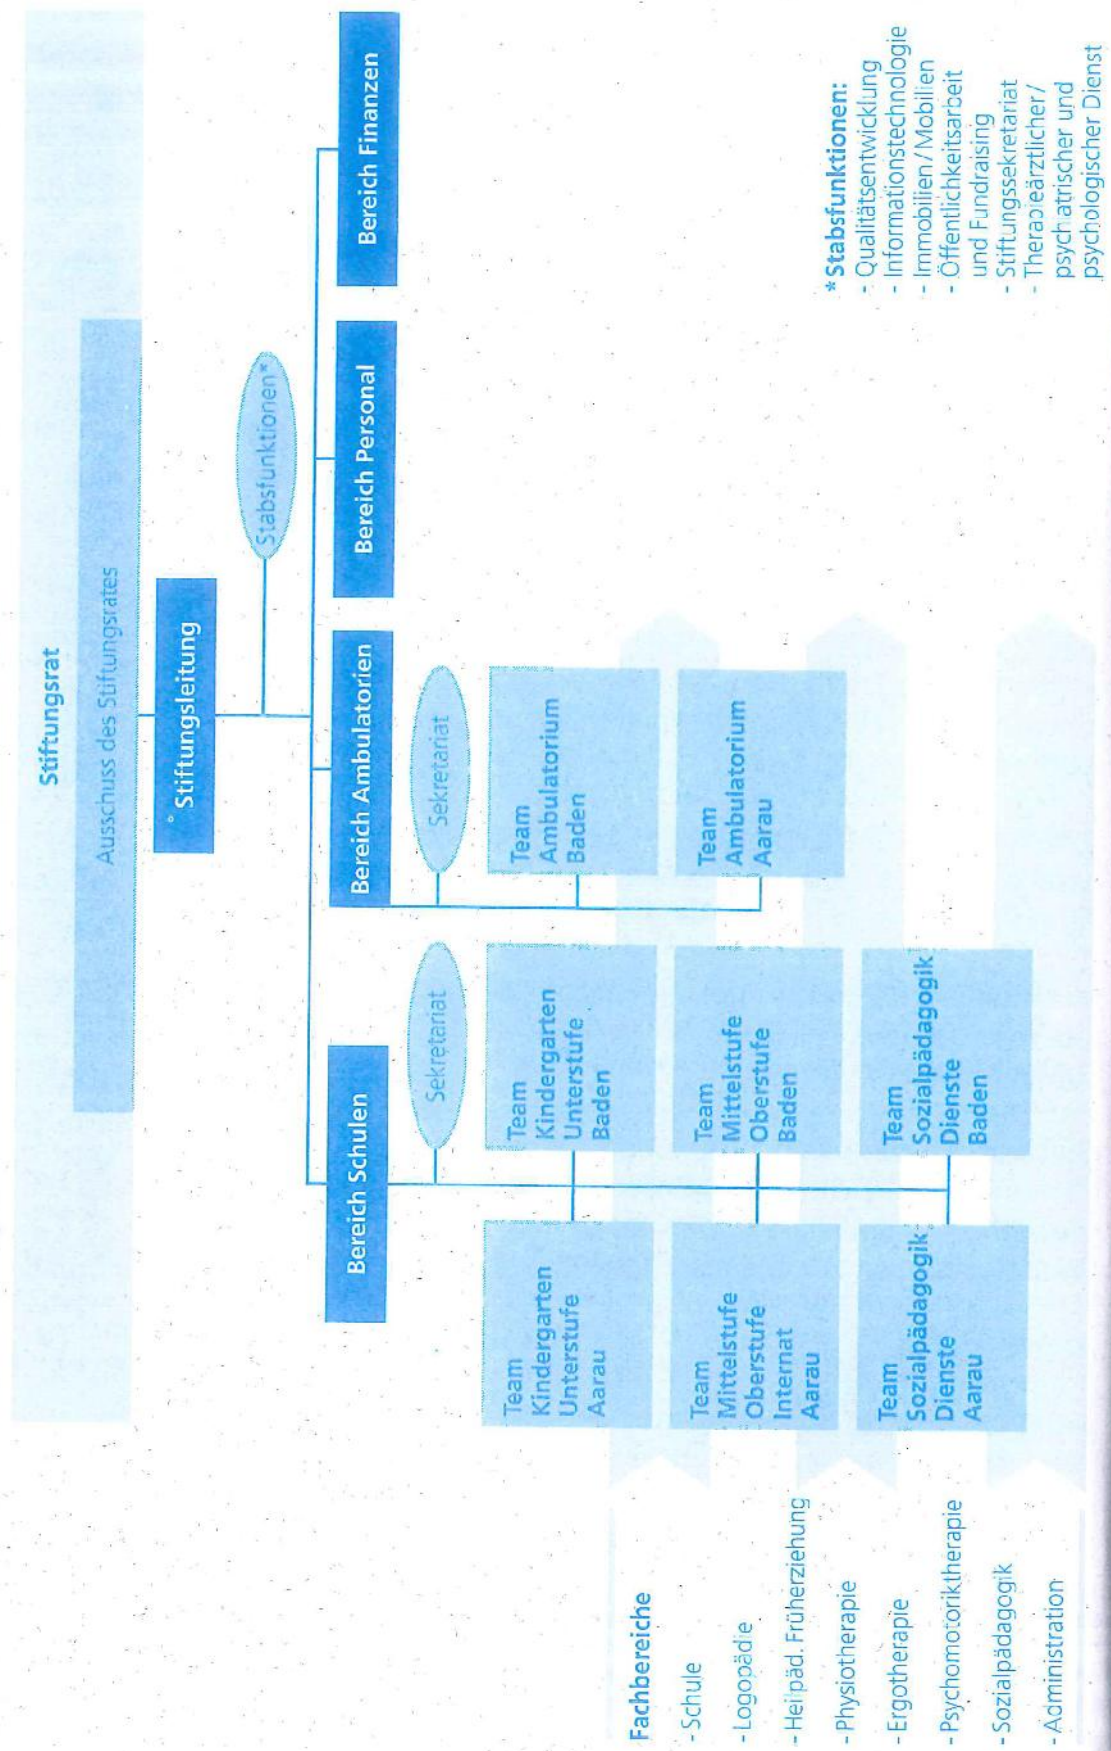 Stiftungsrat
Ausschuss des Stiftungsrates
Stiftungsleitung
Stabsfunktionen*
Bereich Schulen
Bereich Ambulatorien
Bereich Personal
Bereich Finanzen
Sekretariat
Sekretariat
Team
Kindergarten
Unterstufe
Aarau
Team
Kindergarten
Unterstufe
Baden
Team
Ambulatorium
Baden
Team
Mittelstufe
Oberstufe
Internat
Aarau
Team
Mittelstufe
Oberstufe
Baden
Team
Ambulatorium
Aarau
Team
Sozialpädagogik
Dienste
Aarau
Team
Sozialpädagogik
Dienste
Baden
Fachbereiche
- Schule
- Logopädie
- Heilpäd. Früherziehung
- Physiotherapie
- Ergotherapie
- Psychomotoriktherapie
- Sozialpädagogik
- Administration
*Stabsfunktionen:
- Qualitätsentwicklung
- Informationstechnologie
- Immobilien/Mobilien
- Öffentlichkeitsarbeit
und Fundraising
- Stiftungssekretariat
- Therapieärztlicher/
psychiatrischer und
psychologischer Dienst